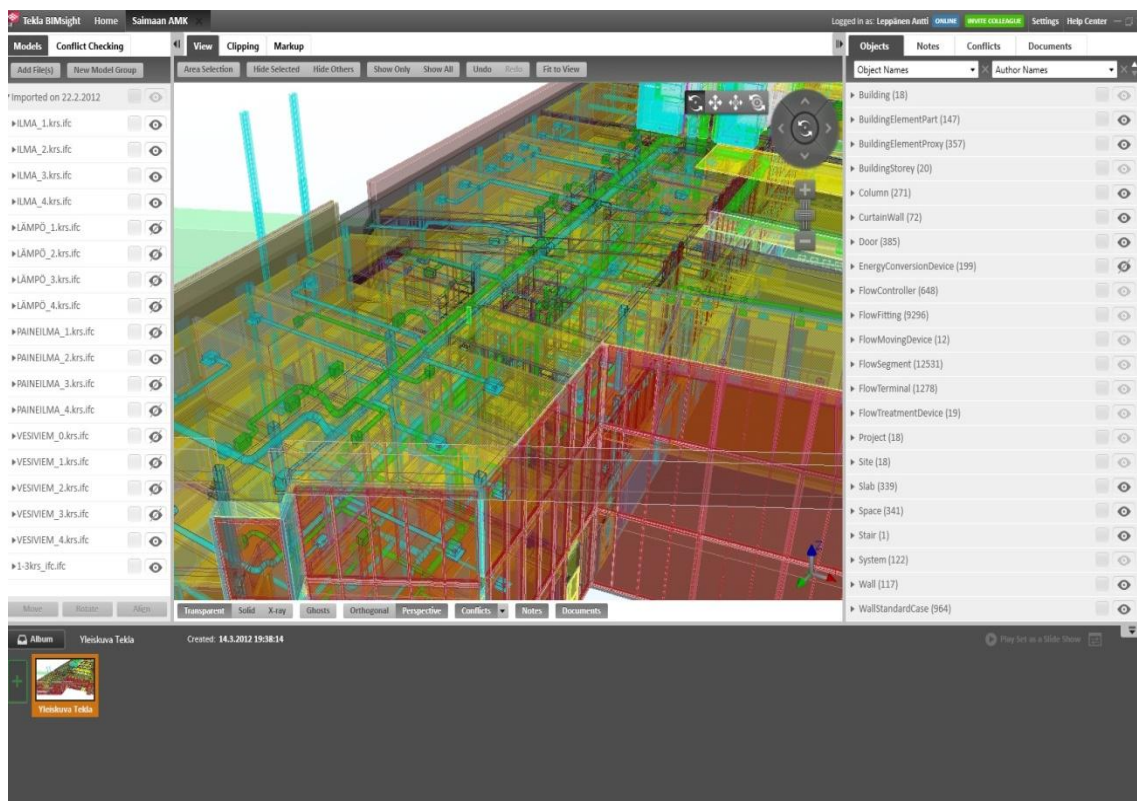 Tekla BIMsight Home Saimaan AMK Logged in as: Leppänen Antti ONLINE INVITE COLLEAGUE Settings Help Center
Models Conflict Checking
Add File(s) New Model Group
Imported on 22.2.2012
ILMA_1.krs.ifc
ILMA_2.krs.ifc
ILMA_3.krs.ifc
ILMA_4.krs.ifc
LÄMPÖ_1.krs.ifc
LÄMPÖ_2.krs.ifc
LÄMPÖ_3.krs.ifc
LÄMPÖ_4.krs.ifc
PAINEILMA_1.krs.ifc
PAINEILMA_2.krs.ifc
PAINEILMA_3.krs.ifc
PAINEILMA_4.krs.ifc
VESIVIEM_0.krs.ifc
VESIVIEM_1.krs.ifc
VESIVIEM_2.krs.ifc
VESIVIEM_3.krs.ifc
VESIVIEM_4.krs.ifc
1-3krs_ifc.ifc
Move Rotate Align
View Clipping Markup
Area Selection Hide Selected Hide Others Show Only Show All Undo Redo Fit to View
Z
Transparent Solid X-ray Ghosts Orthogonal Perspective Conflicts Notes Documents
Objects Notes Conflicts Documents
Object Names Author Names
Building (18)
BuildingElementPart (147)
BuildingElementProxy (357)
BuildingStorey (20)
Column (271)
CurtainWall (72)
Door (385)
EnergyConversionDevice (199)
FlowController (648)
FlowFitting (9296)
FlowMovingDevice (12)
FlowSegment (12531)
FlowTerminal (1278)
FlowTreatmentDevice (19)
Project (18)
Site (18)
Slab (339)
Space (341)
Stair (1)
System (122)
Wall (117)
WallStandardCase (964)
Album Yleiskuva Tekla Created: 14.3.2012 19:38:14 Play Set as a Slide Show
Yleiskuva Tekla